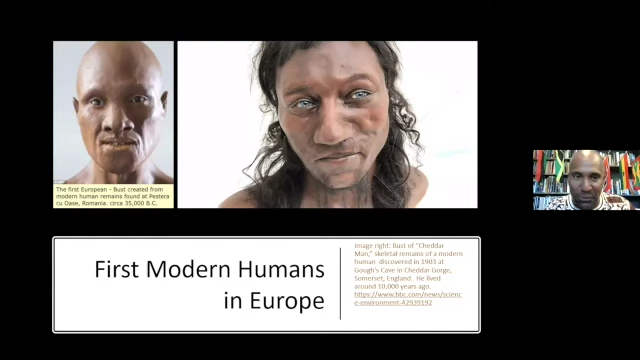 The first European - Bust created from
modern human remains found at Pestera
cu Oase, Romania. circa 35,000 B.C.
First Modern Humans
in Europe
Image right: Bust of "Cheddar
Man," skeletal remains of a modern
human discovered in 1903 at
Gough's Cave in Cheddar Gorge,
Somerset, England. He lived
around 10,000 years ago.
https://www.bbc.com/news/scienc
e-environment-42939192